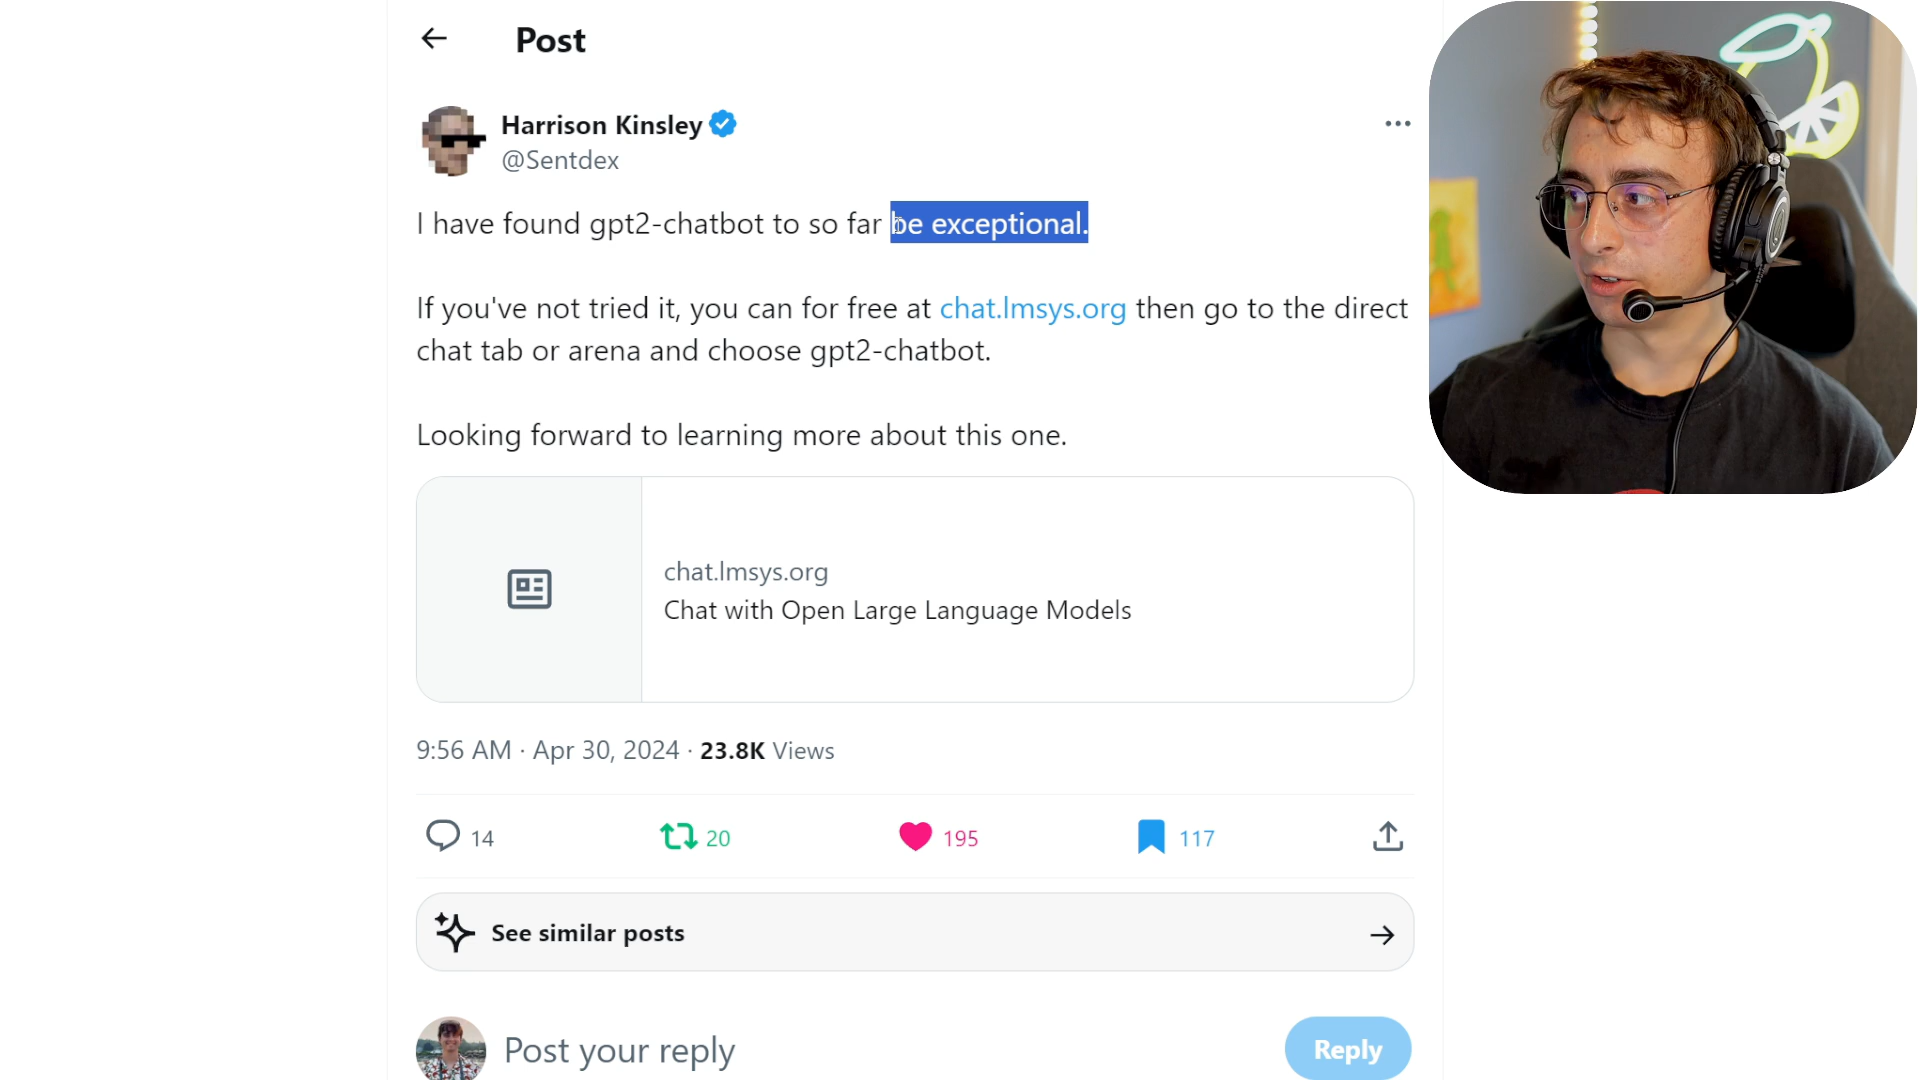 Post
Harrison Kinsley
@Sentdex
I have found gpt2-chatbot to so far be exceptional.
If you've not tried it, you can for free at chat.lmsys.org then go to the direct
chat tab or arena and choose gpt2-chatbot.
Looking forward to learning more about this one.
chat.lmsys.org
Chat with Open Large Language Models
9:56 AM · Apr 30, 2024 · 23.8K Views
14 20 195 117
See similar posts
Post your reply Reply